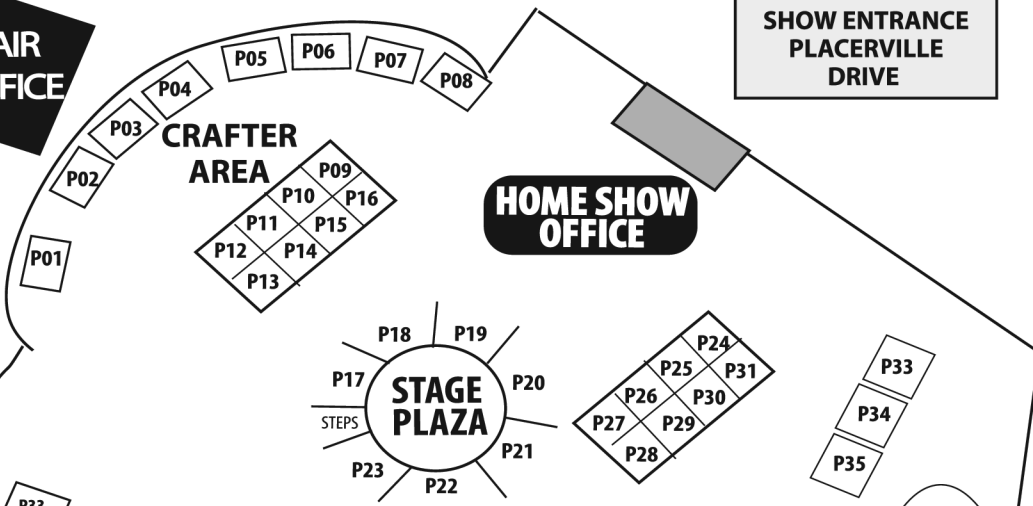 AIR
FICE
SHOW ENTRANCE
PLACERVILLE
DRIVE
P05
P06
P07
P08
P04
P03
P02
P01
CRAFTER
AREA
P09
P10
P16
P11
P15
P12
P14
P13
HOME SHOW
OFFICE
P18
P19
P17
P20
STAGE
PLAZA
STEPS
P21
P23
P22
P24
P25
P31
P26
P30
P27
P29
P28
P33
P34
P35